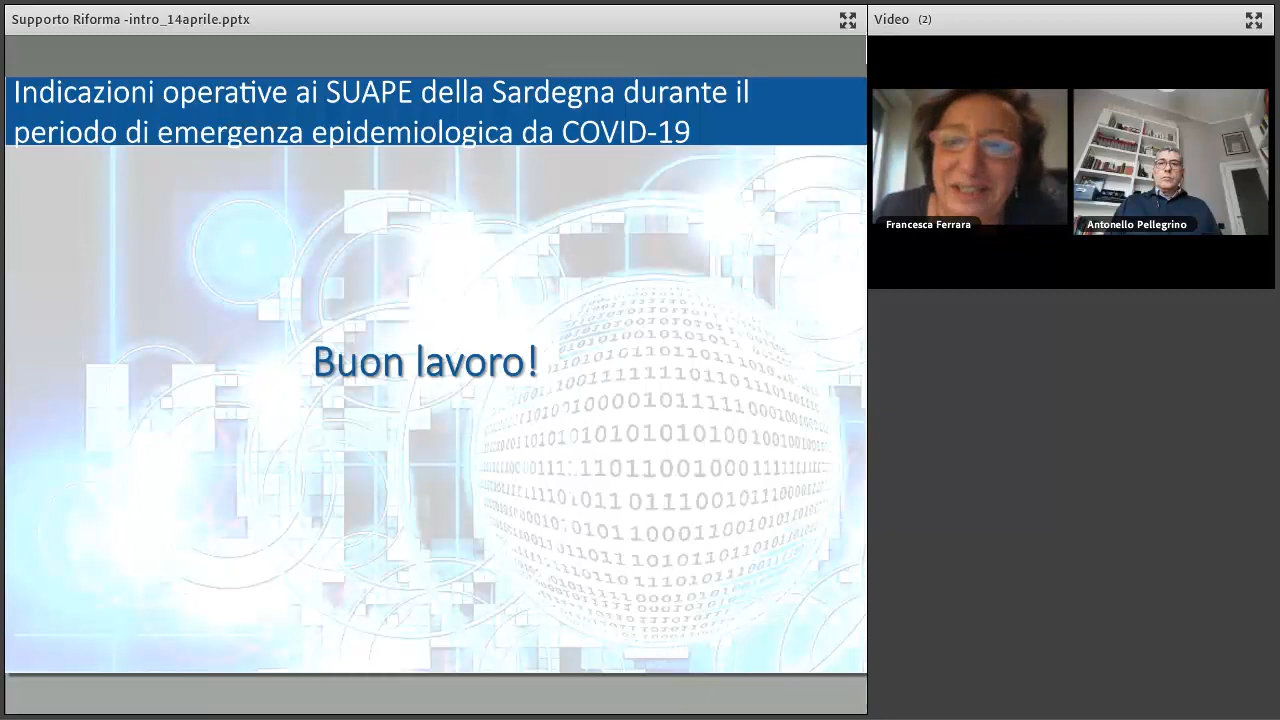 Supporto Riforma -intro_14aprile.pptx
Video (2)
Indicazioni operative ai SUAPE della Sardegna durante il
periodo di emergenza epidemiologica da COVID-19
Francesca Ferrara
Antonello Pellegrino
Buon lavoro!